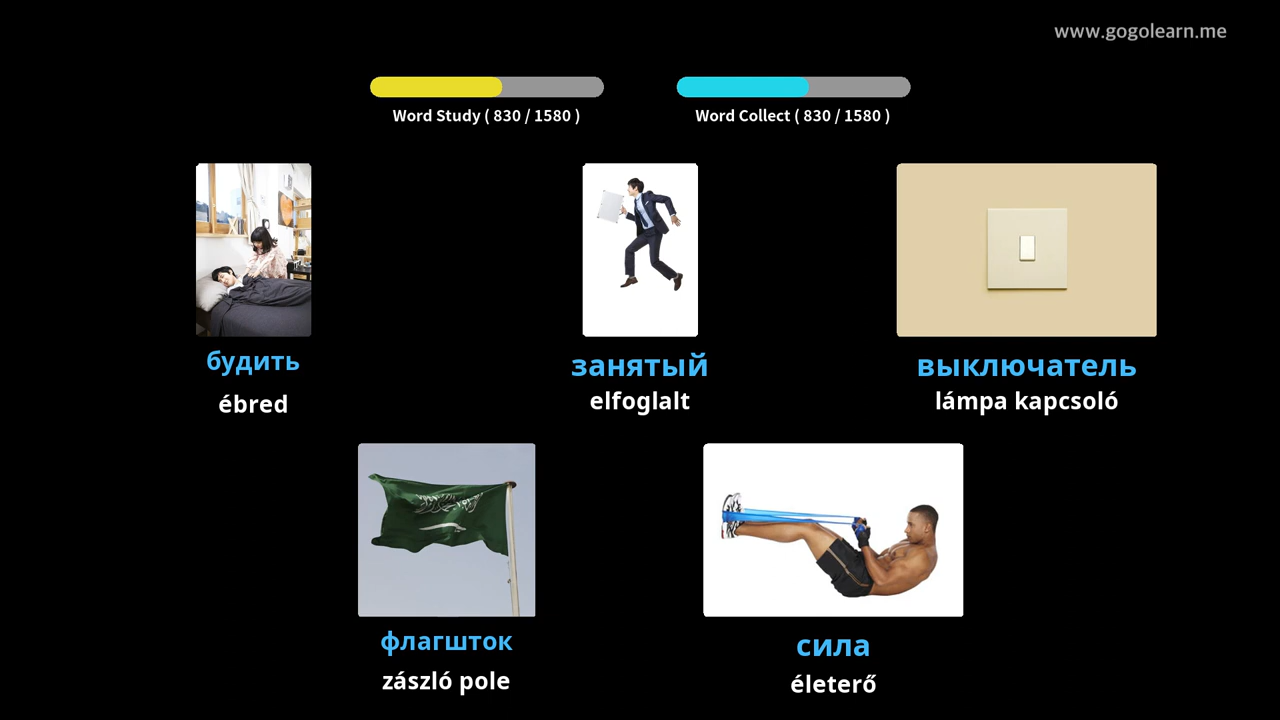 www.gogolearn.me
Word Study ( 830 / 1580 )
Word Collect ( 830 / 1580 )
будить
ébred
занятый
elfoglalt
выключатель
lámpa kapcsoló
флагшток
zászló pole
сила
életerő